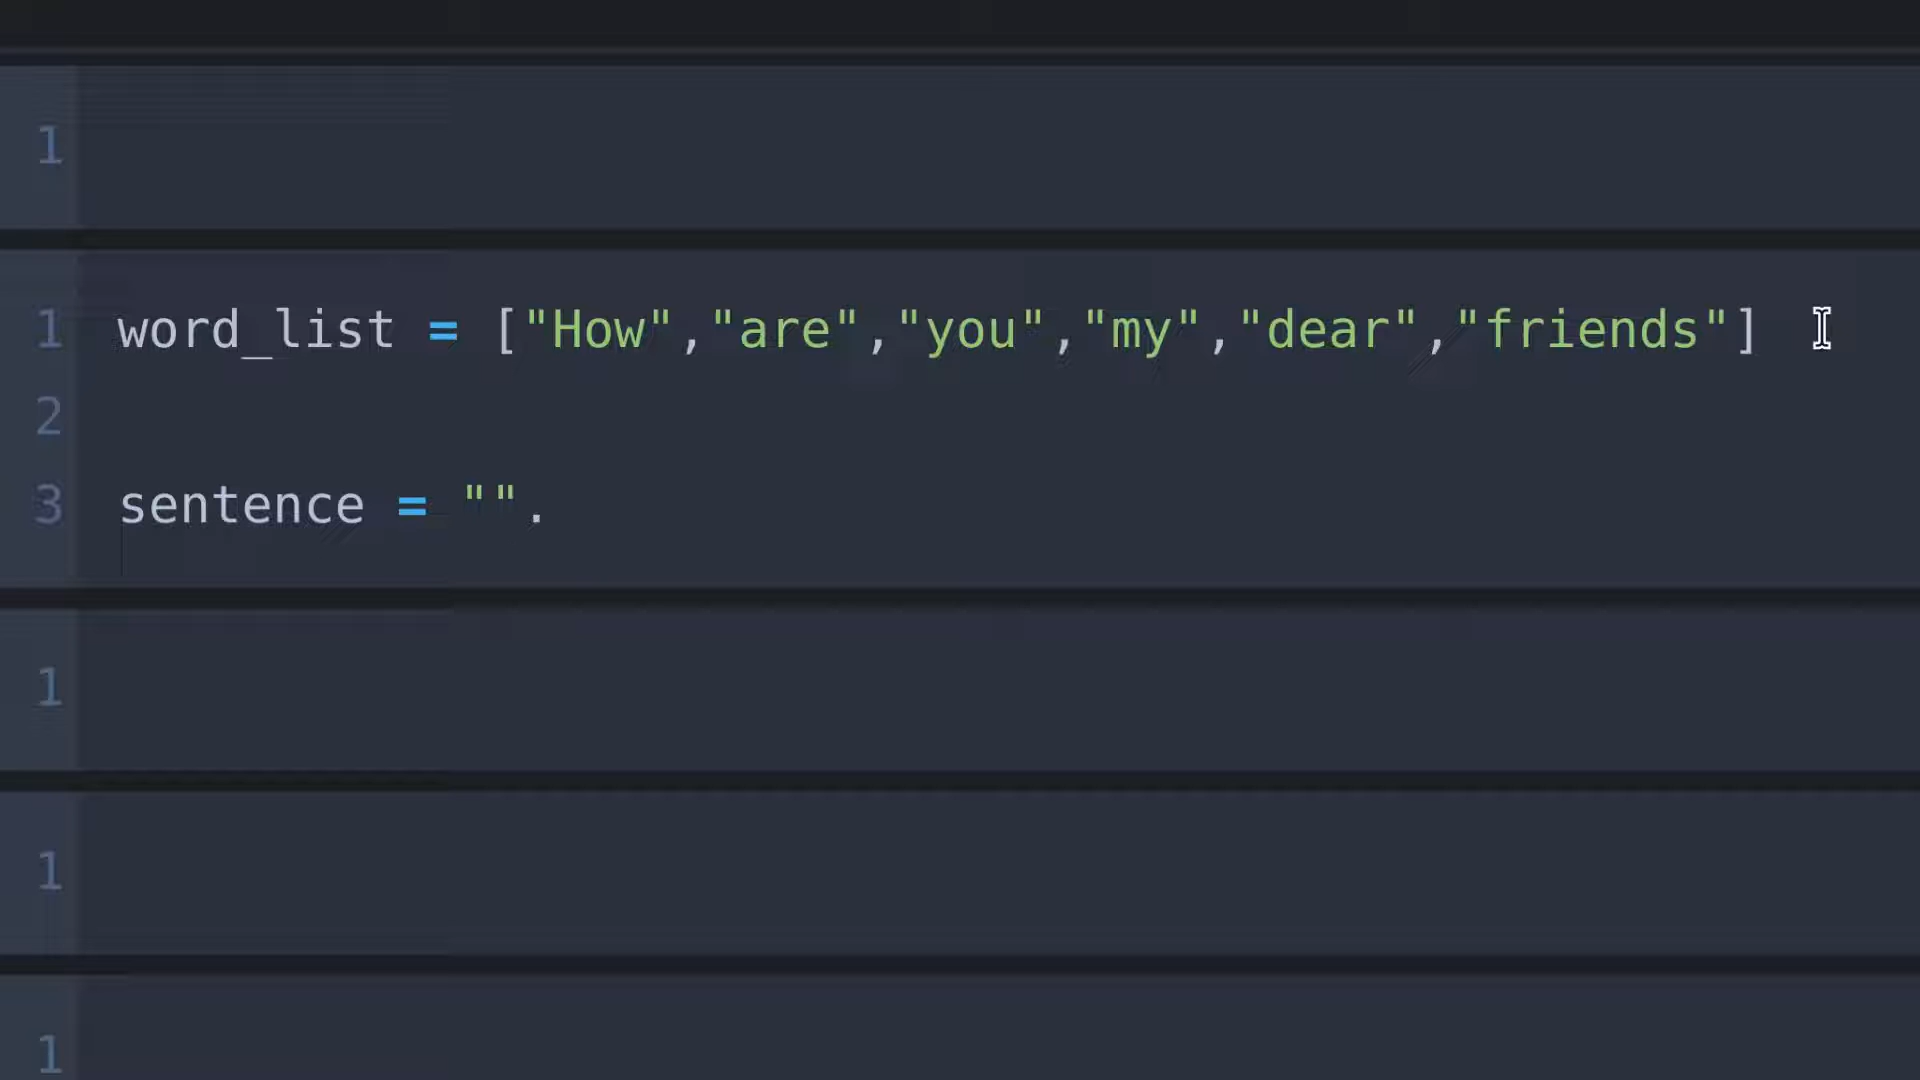 1
1 word_list = ["How","are","you","my","dear","friends"]
2
3 sentence = "".
1
1
1